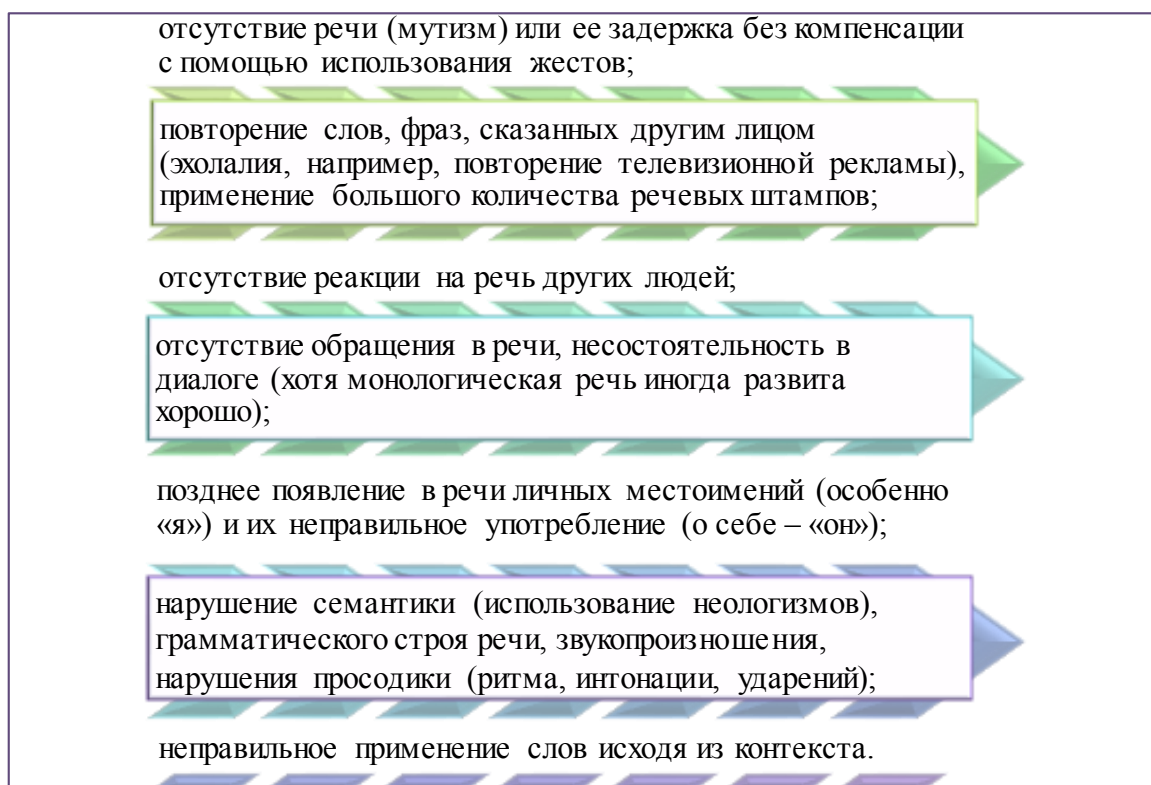 отсутствие речи (мутизм) или ее задержка без компенсации
с помощью использования жестов;
повторение слов, фраз, сказанных другим лицом
(эхолалия, например, повторение телевизионной рекламы),
применение большого количества речевых штампов;
отсутствие реакции на речь других людей;
отсутствие обращения в речи, несостоятельность в
диалоге (хотя монологическая речь иногда развита
хорошо);
позднее появление в речи личных местоимений (особенно
«я») и их неправильное употребление (о себе – «он»);
нарушение семантики (использование неологизмов),
грамматического строя речи, звукопроизношения,
нарушения просодики (ритма, интонации, ударений);
неправильное применение слов исходя из контекста.